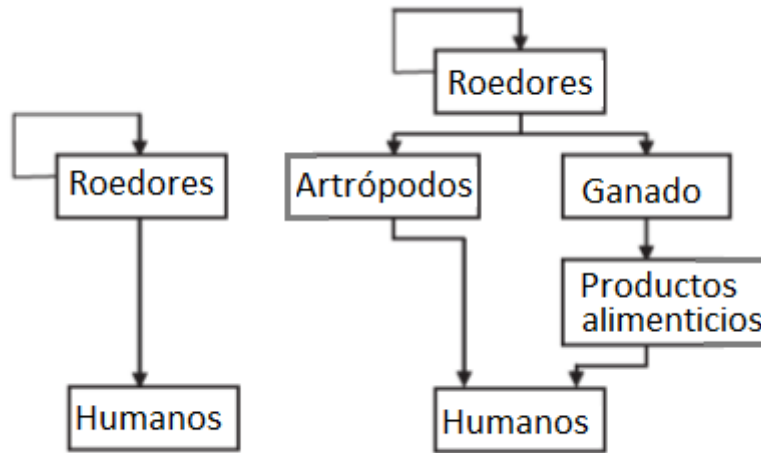 Roedores
Humanos
Roedores
Artrópodos
Ganado
Productos
alimenticios
Humanos